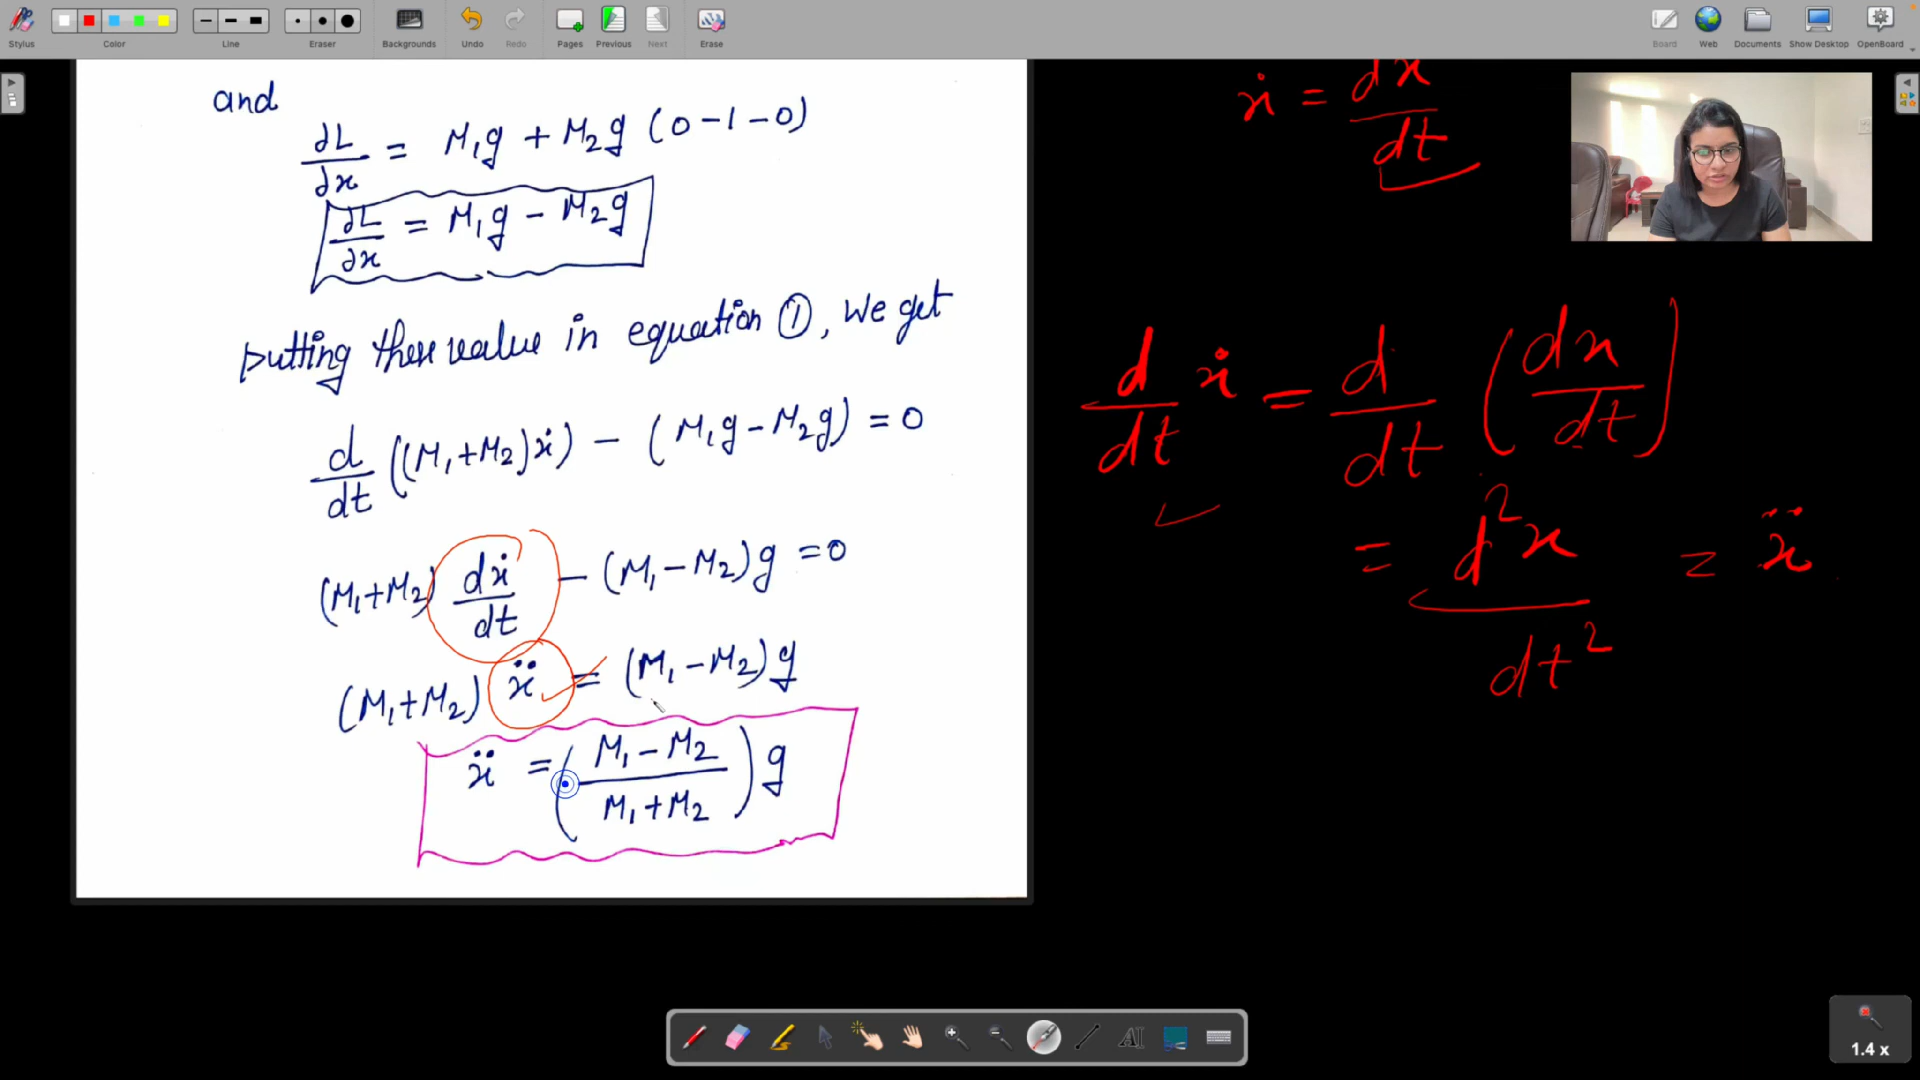 Stylus Color Line Eraser Backgrounds Undo Redo Pages Previous Next Erase Board Web Documents Show Desktop OpenBoard
and
∂L/∂x = M₁g + M₂g (0 - 1 - 0)
∂L/∂x = M₁g - M₂g
putting these value in equation ①, we get
d/dt ((M₁+M₂)ẋ) - (M₁g - M₂g) = 0
(M₁+M₂) dẋ/dt - (M₁ - M₂)g = 0
(M₁+M₂) ẍ = (M₁ - M₂)g
ẍ = (M₁ - M₂ / M₁ + M₂) g
ẋ = dx/dt
d/dt ẋ = d/dt (dx/dt)
= d²x/dt² = ẍ
1.4 x